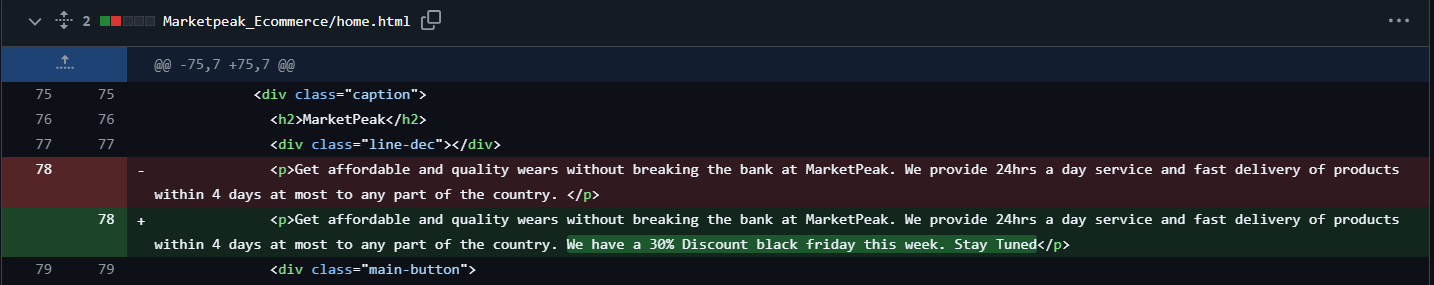 2 Marketpeak_Ecommerce/home.html
@@ -75,7 +75,7 @@
75 75 <div class="caption">
76 76 <h2>MarketPeak</h2>
77 77 <div class="line-dec"></div>
78 - <p>Get affordable and quality wears without breaking the bank at MarketPeak. We provide 24hrs a day service and fast delivery of products
within 4 days at most to any part of the country. </p>
78 + <p>Get affordable and quality wears without breaking the bank at MarketPeak. We provide 24hrs a day service and fast delivery of products
within 4 days at most to any part of the country. We have a 30% Discount black friday this week. Stay Tuned</p>
79 79 <div class="main-button">